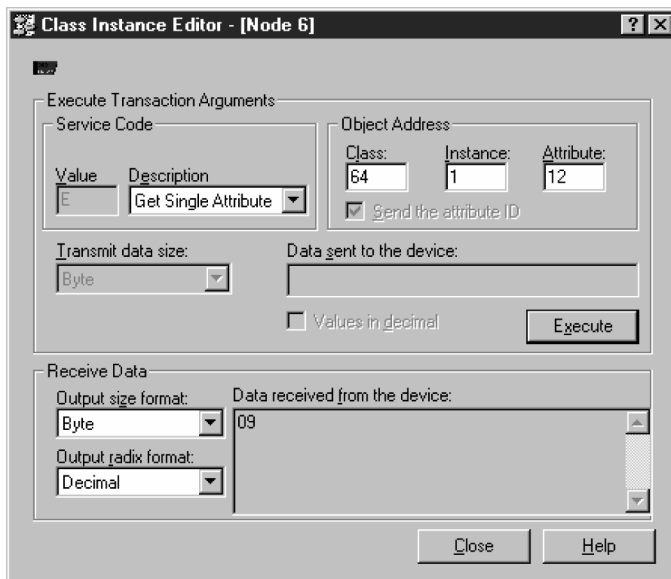 Class Instance Editor - [Node 6]
Execute Transaction Arguments
Service Code
Object Address
Value
Description
Class:
Instance:
Attribute:
E
Get Single Attribute
64
1
12
Send the attribute ID
Transmit data size:
Data sent to the device:
Byte
Values in decimal
Execute
Receive Data
Output size format:
Data received from the device:
Byte
09
Output radix format:
Decimal
Close
Help